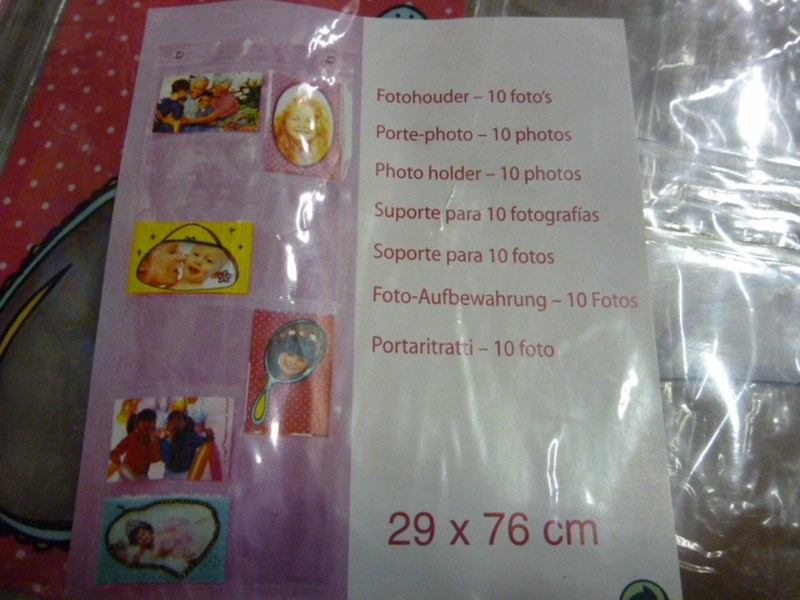 Fotohouder – 10 foto's
Porte-photo – 10 photos
Photo holder – 10 photos
Suporte para 10 fotografías
Soporte para 10 fotos
Foto-Aufbewahrung – 10 Fotos
Portaritratti – 10 foto
29 x 76 cm